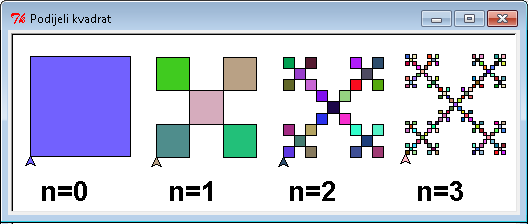 Podijeli kvadrat
n=0 n=1 n=2 n=3